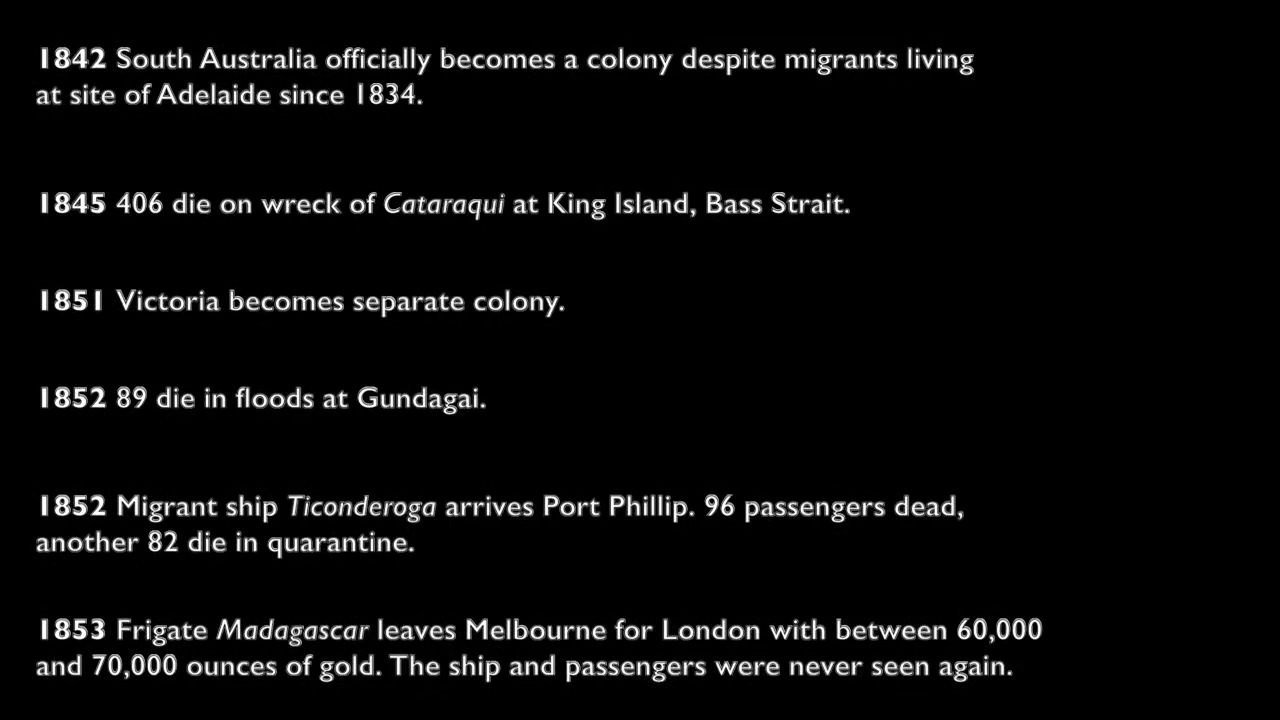 1842 South Australia officially becomes a colony despite migrants living
at site of Adelaide since 1834.
1845 406 die on wreck of Cataraqui at King Island, Bass Strait.
1851 Victoria becomes separate colony.
1852 89 die in floods at Gundagai.
1852 Migrant ship Ticonderoga arrives Port Phillip. 96 passengers dead,
another 82 die in quarantine.
1853 Frigate Madagascar leaves Melbourne for London with between 60,000
and 70,000 ounces of gold. The ship and passengers were never seen again.